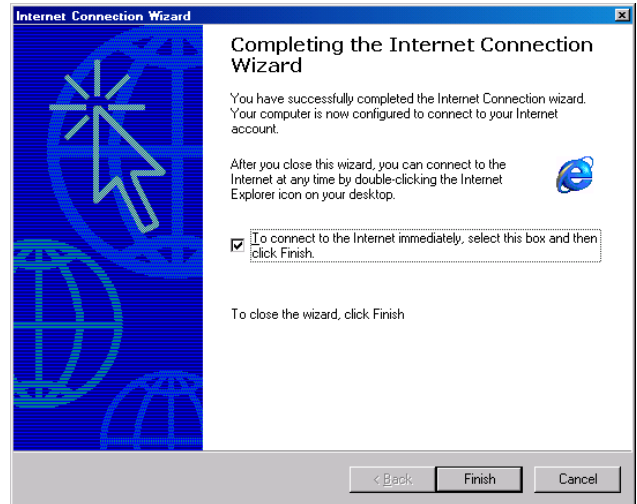 Internet Connection Wizard
Completing the Internet Connection
Wizard
You have successfully completed the Internet Connection wizard.
Your computer is now configured to connect to your Internet
account.
After you close this wizard, you can connect to the
Internet at any time by double-clicking the Internet
Explorer icon on your desktop.
To connect to the Internet immediately, select this box and then
click Finish.
To close the wizard, click Finish
< Back
Finish
Cancel